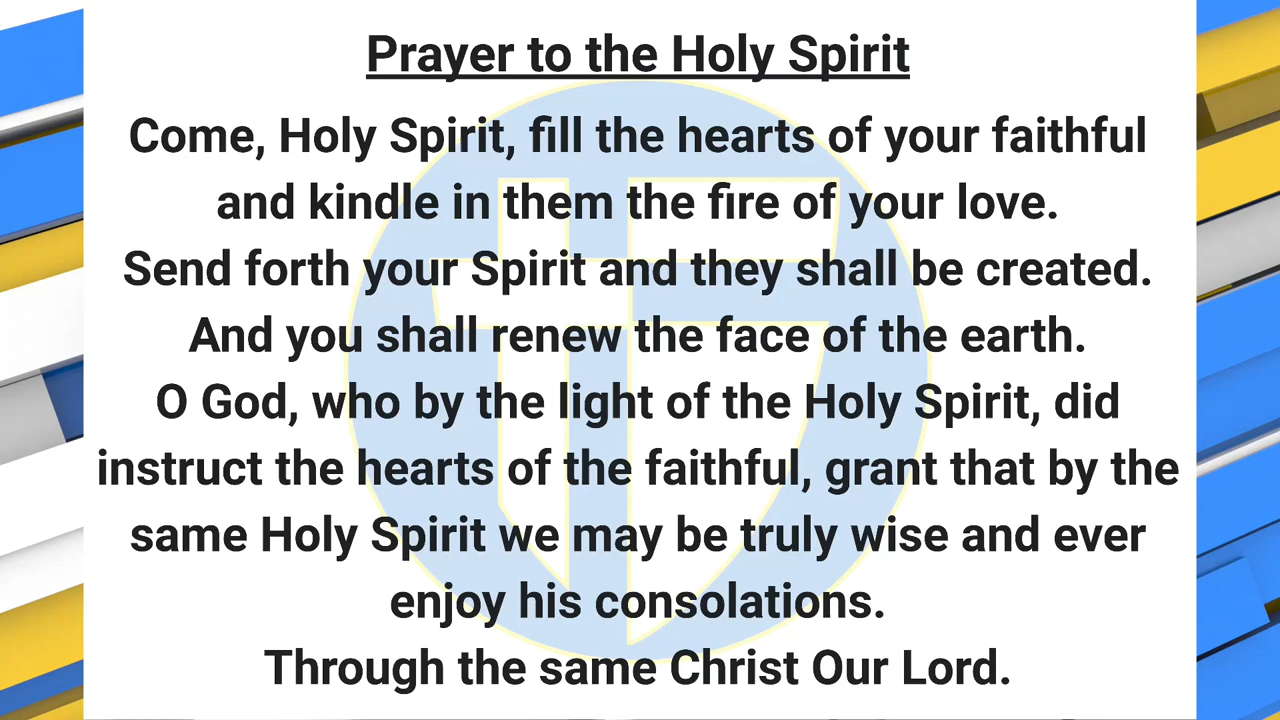 Prayer to the Holy Spirit
Come, Holy Spirit, fill the hearts of your faithful
and kindle in them the fire of your love.
Send forth your Spirit and they shall be created.
And you shall renew the face of the earth.
O God, who by the light of the Holy Spirit, did
instruct the hearts of the faithful, grant that by the
same Holy Spirit we may be truly wise and ever
enjoy his consolations.
Through the same Christ Our Lord.